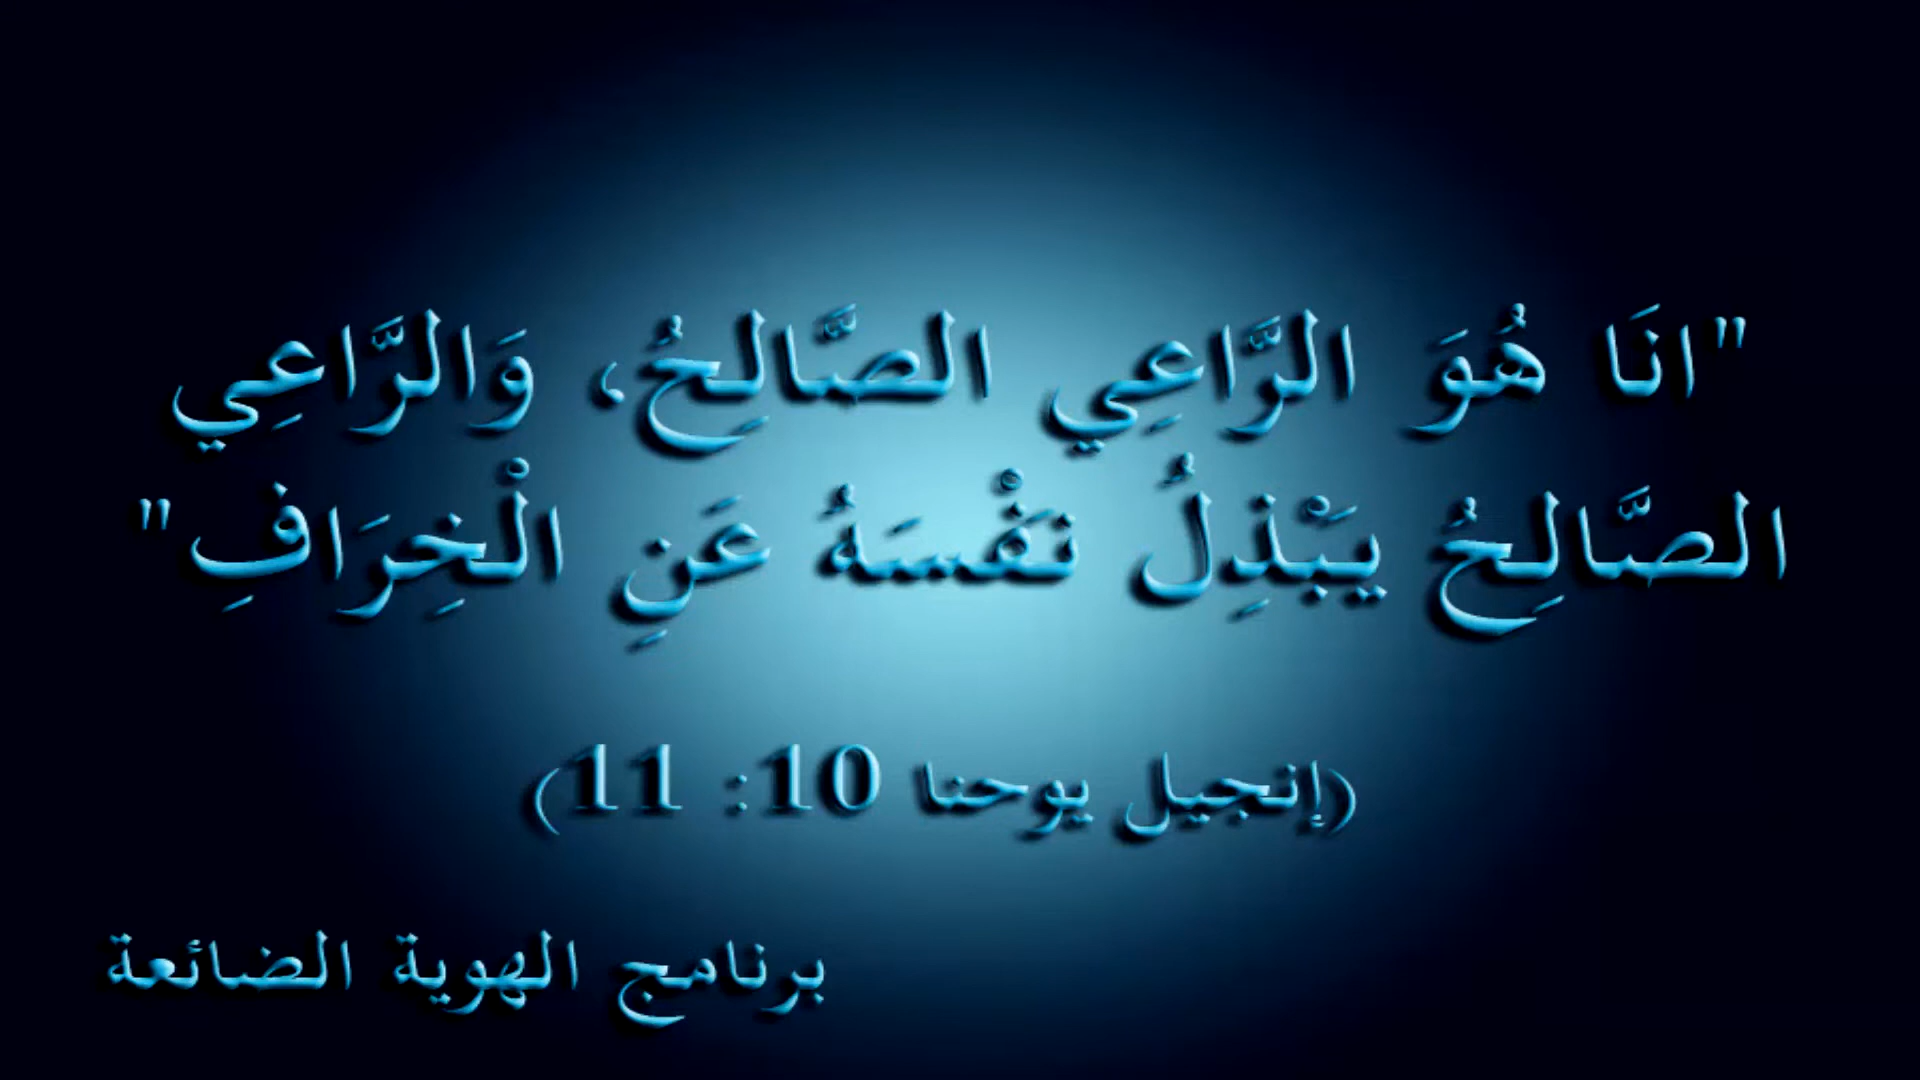 "انَا هُوَ الرَّاعِي الصَّالِحُ، وَالرَّاعِي
الصَّالِحُ يَبْذِلُ نَفْسَهُ عَنِ الْخِرَافِ"
(إنجيل يوحنا 10: 11)
برنامج الهوية الضائعة